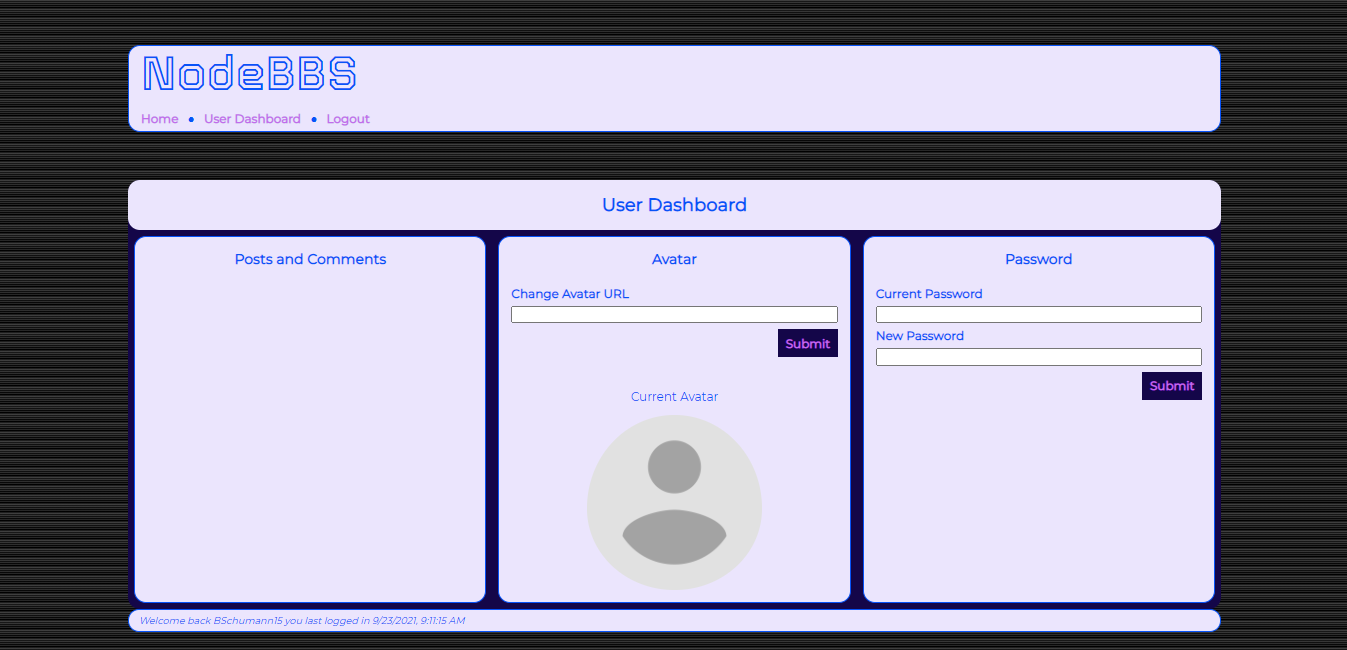 NodeBBS
Home • User Dashboard • Logout
User Dashboard
Posts and Comments
Avatar
Change Avatar URL
Submit
Current Avatar
Password
Current Password
New Password
Submit
Welcome back BSchumann15 you last logged in 9/23/2021, 9:11:15 AM